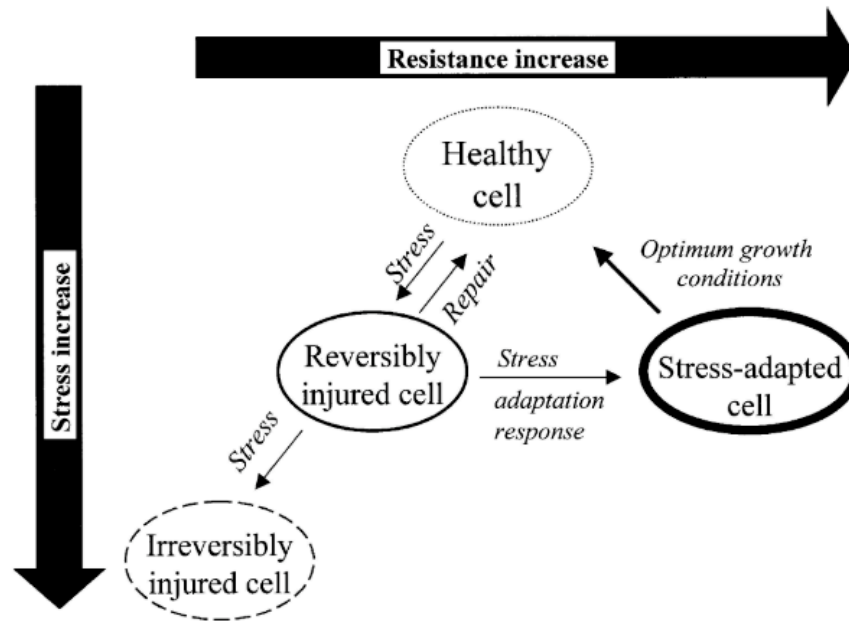 Resistance increase
Healthy
cell
Stress increase
Stress
Repair
Optimum growth
conditions
Reversibly
injured cell
Stress
adaptation
response
Stress-adapted
cell
Stress
Irreversibly
injured cell